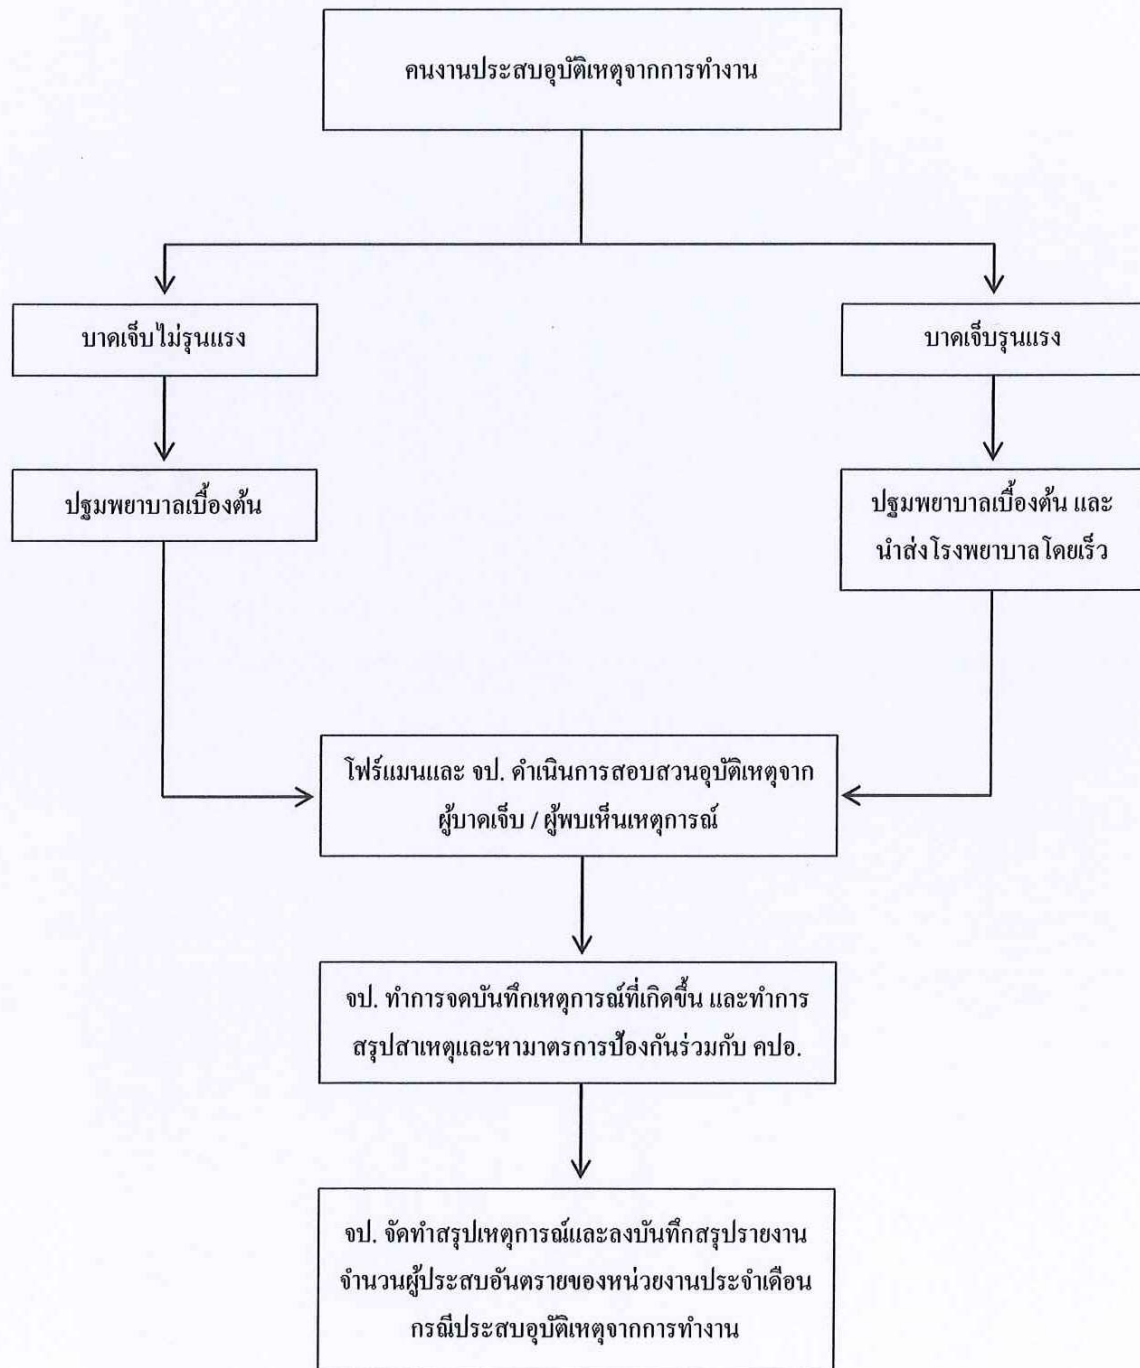 คนงานประสบอุบัติเหตุจากการทำงาน
บาดเจ็บไม่รุนแรง
บาดเจ็บรุนแรง
ปฐมพยาบาลเบื้องต้น
ปฐมพยาบาลเบื้องต้น และ
นำส่งโรงพยาบาลโดยเร็ว
โฟร์แมนและ จป. ดำเนินการสอบสวนอุบัติเหตุจาก
ผู้บาดเจ็บ / ผู้พบเห็นเหตุการณ์
จป. ทำการจดบันทึกเหตุการณ์ที่เกิดขึ้น และทำการ
สรุปสาเหตุและหามาตรการป้องกันร่วมกับ คปอ.
จป. จัดทำสรุปเหตุการณ์และลงบันทึกสรุปรายงาน
จำนวนผู้ประสบอันตรายของหน่วยงานประจำเดือน
กรณีประสบอุบัติเหตุจากการทำงาน